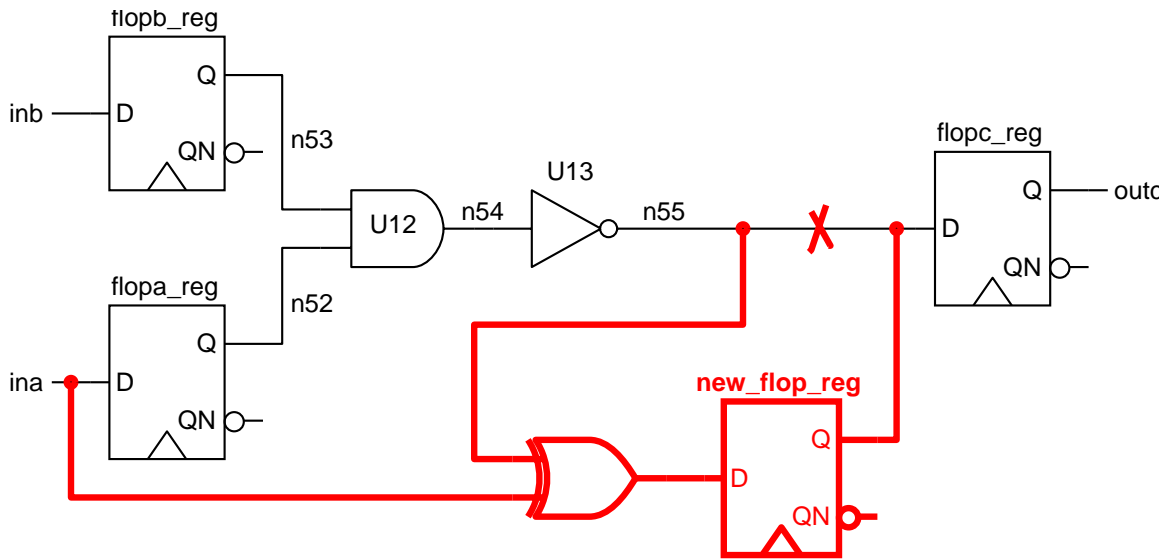 flopb_reg
Q
inb
D
QN
n53
flopc_reg
U13
Q
outc
U12
n54
n55
D
QN
flopa_reg
n52
Q
ina
D
new_flop_reg
QN
Q
D
QN